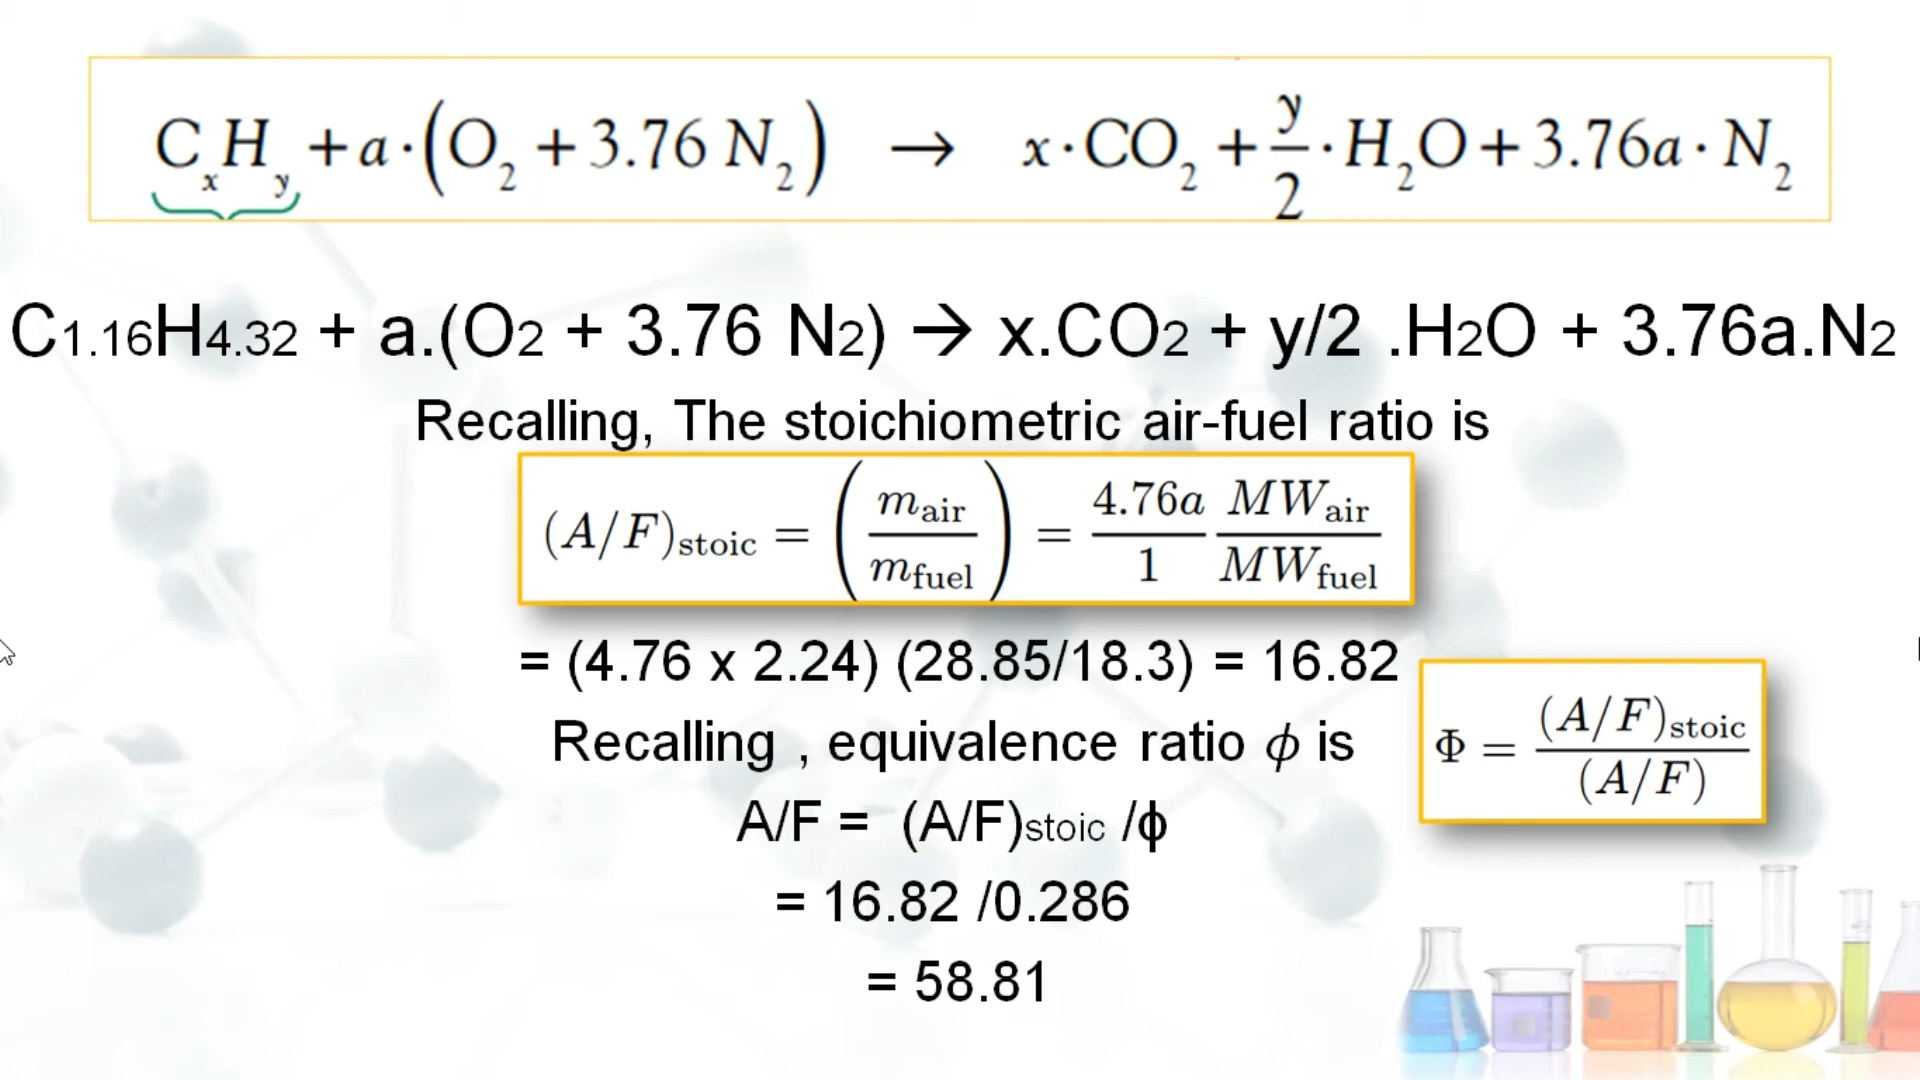 CₓHᵧ + a·(O₂ + 3.76 N₂) → x·CO₂ + y/2·H₂O + 3.76a·N₂
C1.16H4.32 + a.(O2 + 3.76 N2) → x.CO2 + y/2 .H2O + 3.76a.N2
Recalling, The stoichiometric air-fuel ratio is
(A/F)stoic = (mair/mfuel) = 4.76a/1 MWair/MWfuel
= (4.76 x 2.24) (28.85/18.3) = 16.82
Recalling , equivalence ratio ϕ is
Φ = (A/F)stoic/(A/F)
A/F = (A/F)stoic /ϕ
= 16.82 /0.286
= 58.81